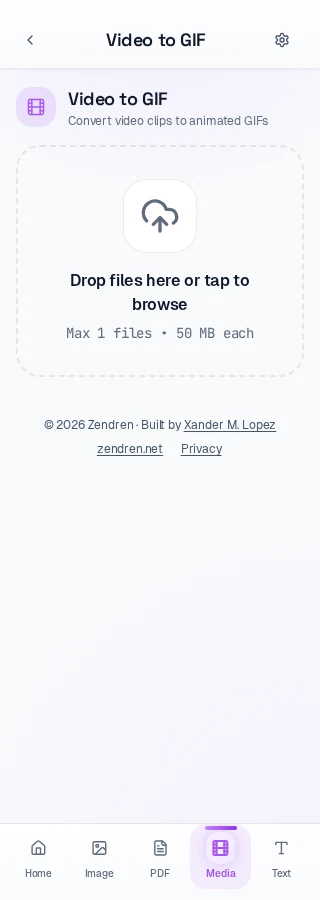 Video to GIF
Video to GIF
Convert video clips to animated GIFs
Drop files here or tap to
browse
Max 1 files • 50 MB each
© 2026 Zendren · Built by Xander M. Lopez
zendren.net Privacy
Home Image PDF Media Text